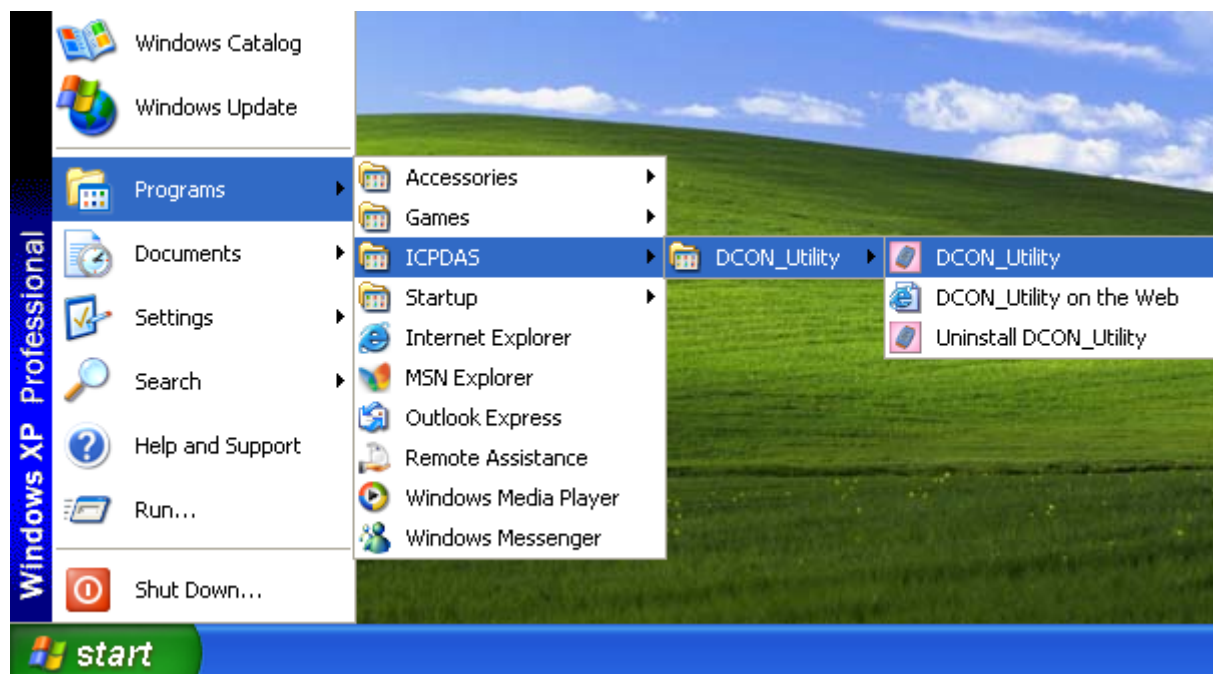 Windows Catalog
Windows Update
Programs
Documents
Settings
Search
Help and Support
Run...
Shut Down...
Windows XP Professional
Accessories
Games
ICPDAS
Startup
Internet Explorer
MSN Explorer
Outlook Express
Remote Assistance
Windows Media Player
Windows Messenger
DCON_Utility
DCON_Utility
DCON_Utility on the Web
Uninstall DCON_Utility
start